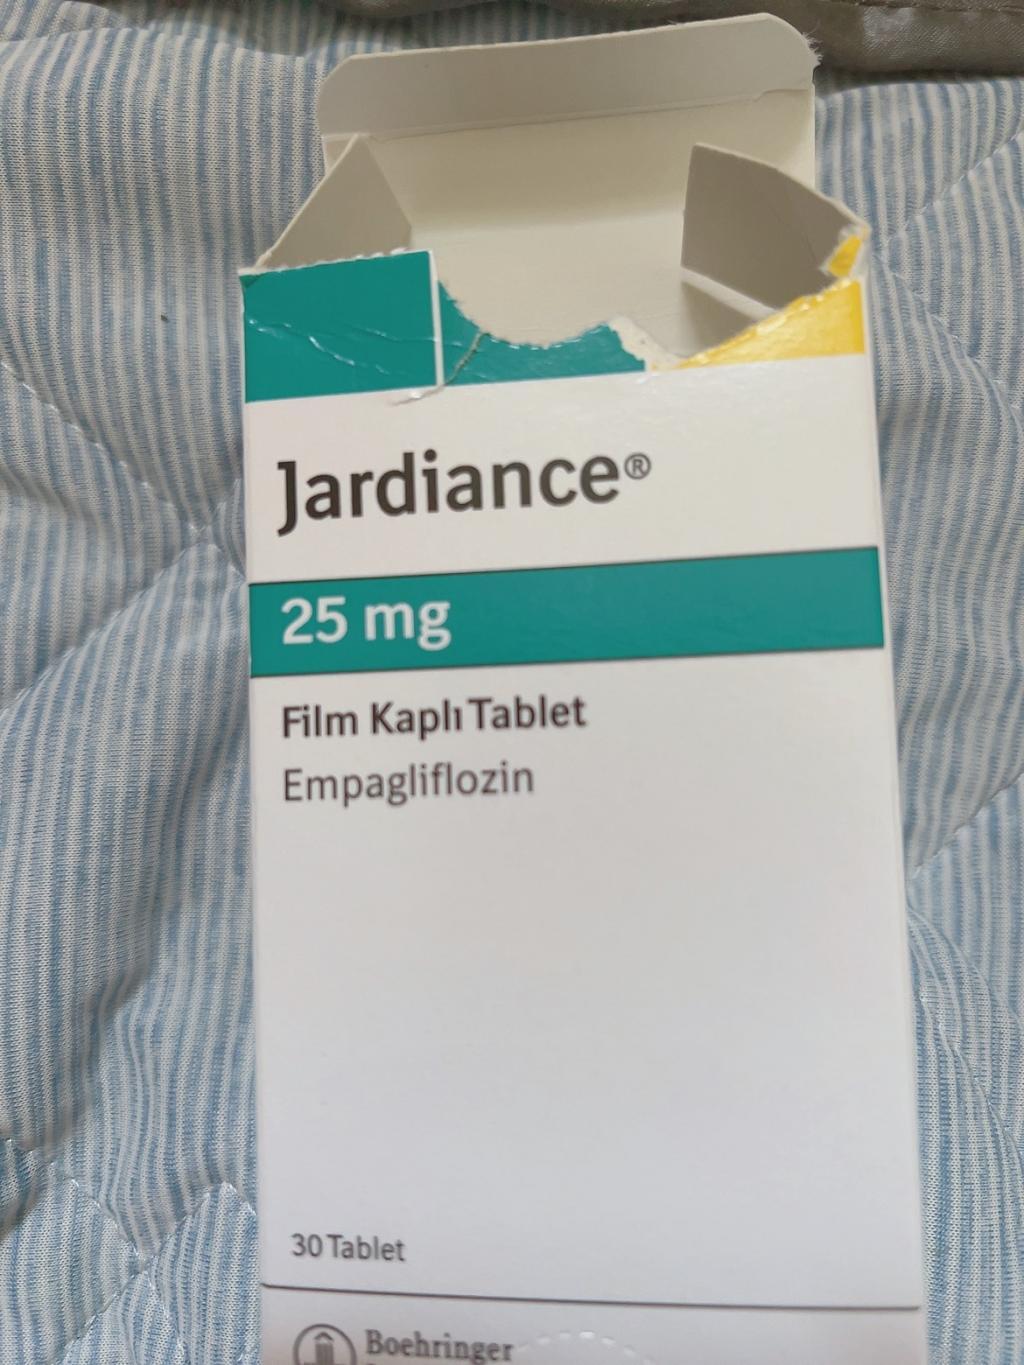 Jardiance®
25 mg
Film Kaplı Tablet
Empagliflozin
30 Tablet
Boehringer